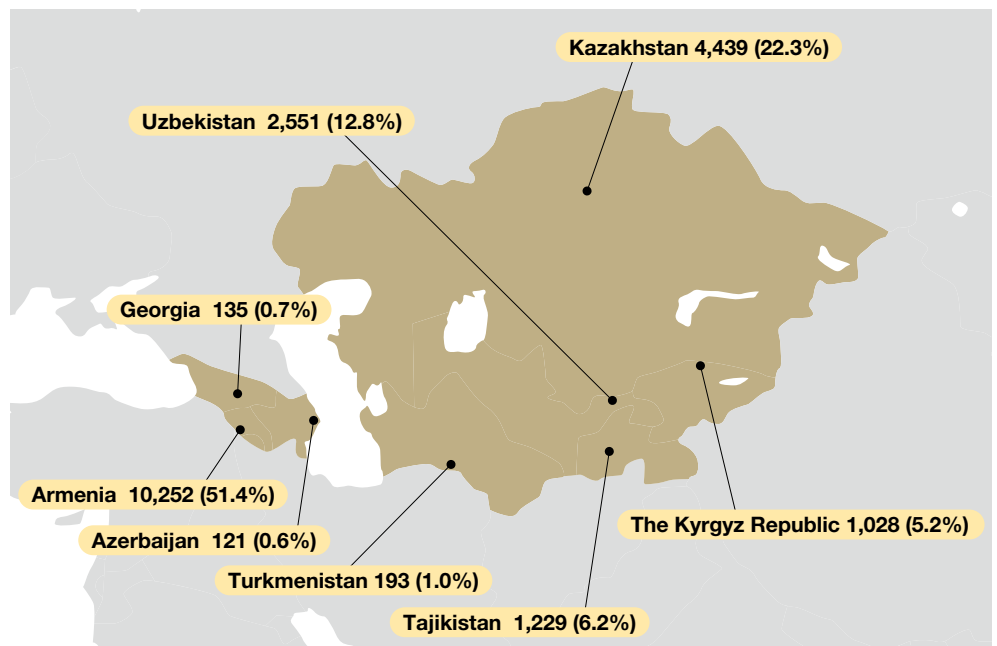 Kazakhstan 4,439 (22.3%)
Uzbekistan 2,551 (12.8%)
Georgia 135 (0.7%)
Armenia 10,252 (51.4%)
The Kyrgyz Republic 1,028 (5.2%)
Azerbaijan 121 (0.6%)
Turkmenistan 193 (1.0%)
Tajikistan 1,229 (6.2%)